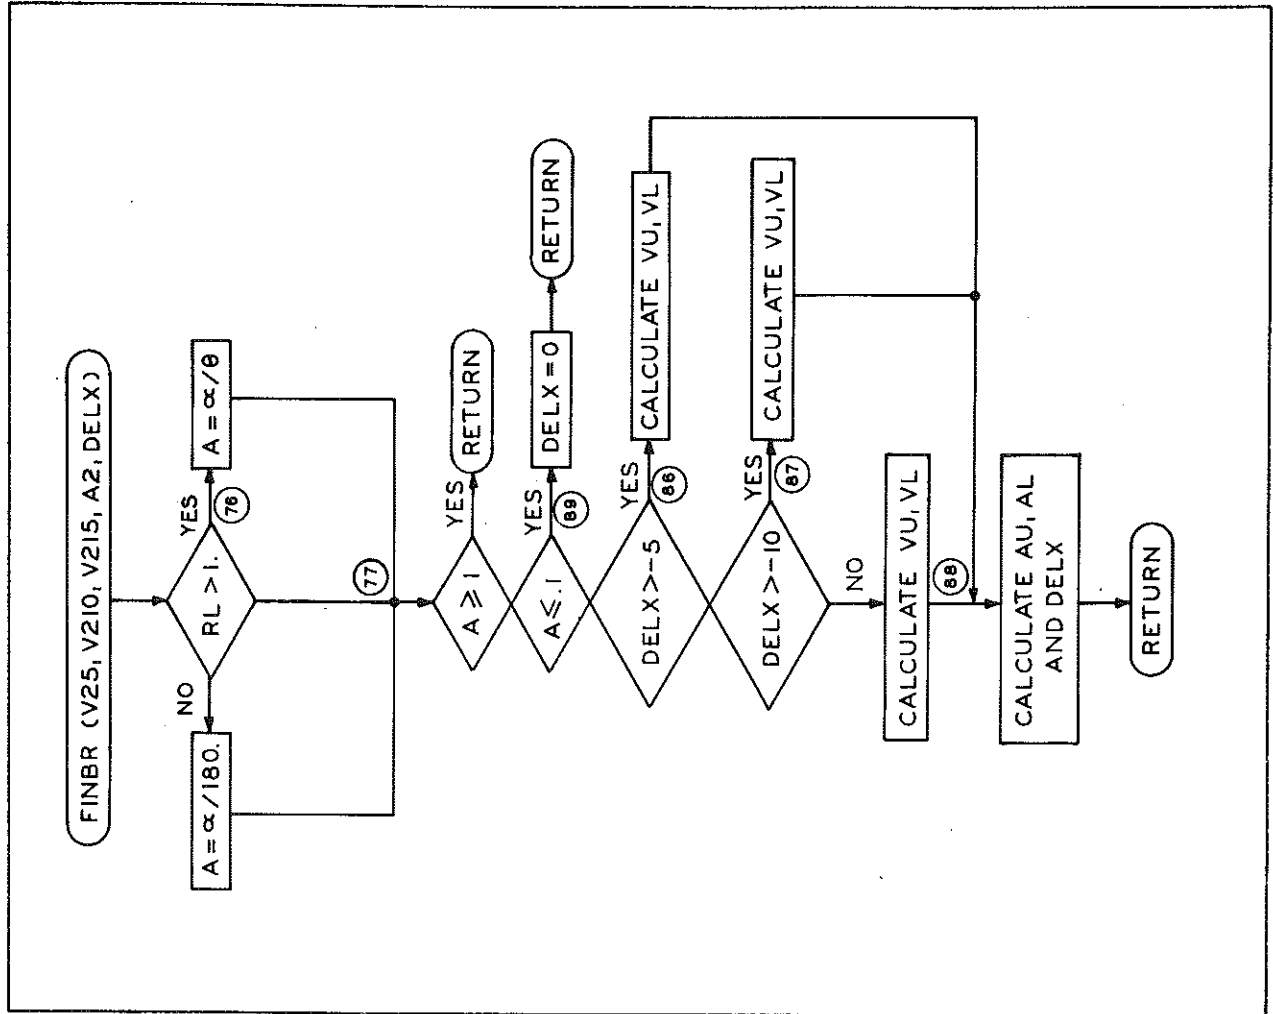 FINBR (V25, V210, V215, A2, DELX)
RL > 1.
NO
YES
76
A = α/180.
A = α/θ
77
A ⩾ 1
YES
RETURN
A ⩽ .1
YES
89
DELX = 0
RETURN
DELX > -5
YES
86
CALCULATE VU, VL
DELX > -10
YES
87
CALCULATE VU, VL
NO
CALCULATE VU, VL
88
CALCULATE AU, AL
AND DELX
RETURN